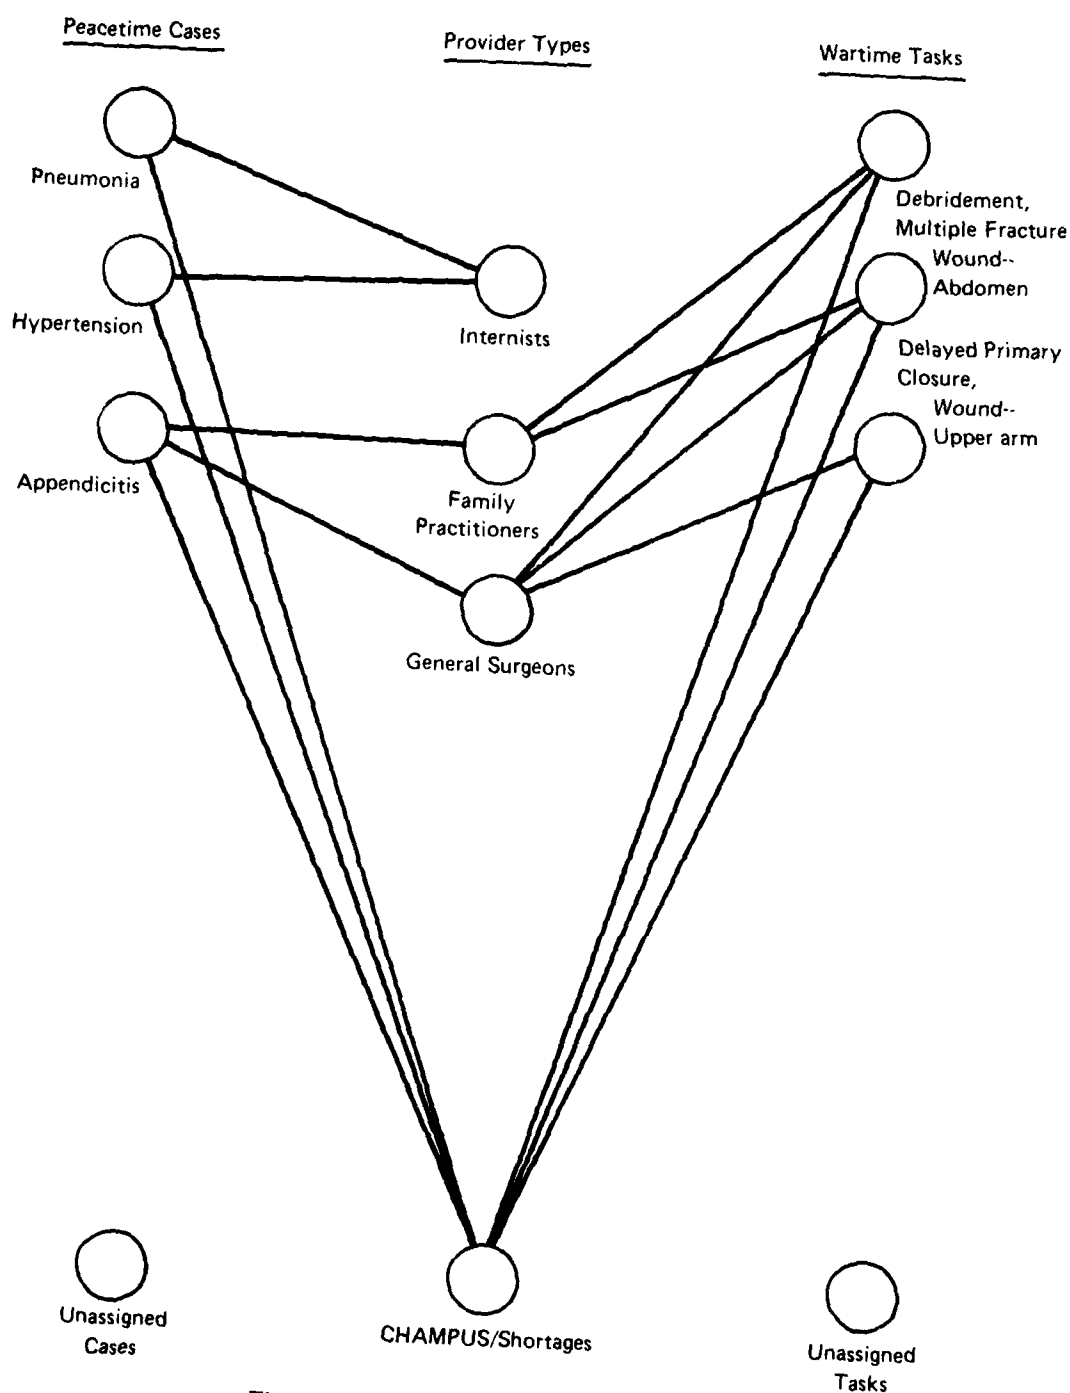 Peacetime Cases
Provider Types
Wartime Tasks
Pneumonia
Hypertension
Appendicitis
Internists
Family
Practitioners
General Surgeons
Debridement,
Multiple Fracture
Wound--
Abdomen
Delayed Primary
Closure,
Wound--
Upper arm
Unassigned
Cases
CHAMPUS/Shortages
Unassigned
Tasks